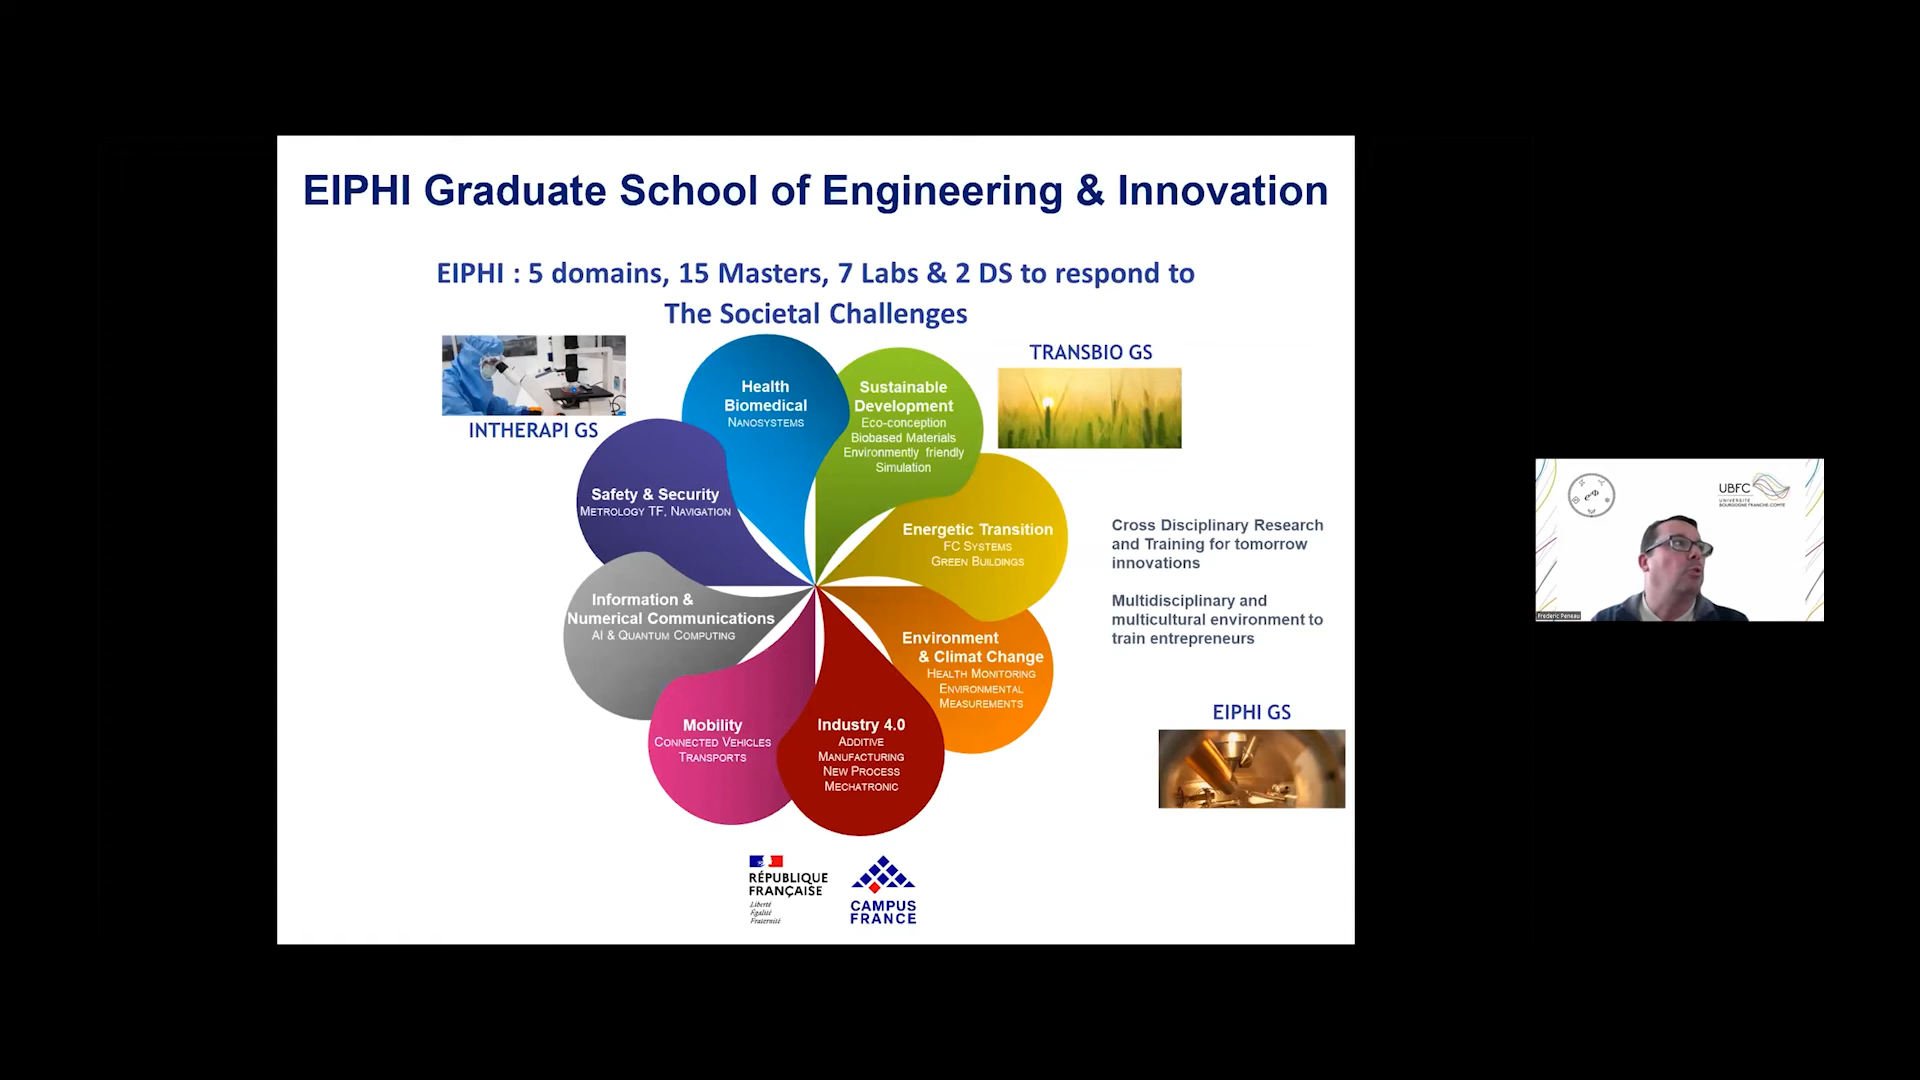 EIPHI Graduate School of Engineering & Innovation
EIPHI : 5 domains, 15 Masters, 7 Labs & 2 DS to respond to
The Societal Challenges
INTHERAPI GS
TRANSBIO GS
Health
Biomedical
NANOSYSTEMS
Sustainable
Development
Eco-conception
Biobased Materials
Environmently friendly
Simulation
Safety & Security
METROLOGY TF, NAVIGATION
Energetic Transition
FC SYSTEMS
GREEN BUILDINGS
Information &
Numerical Communications
AI & QUANTUM COMPUTING
Environment
& Climat Change
HEALTH MONITORING
ENVIRONMENTAL
MEASUREMENTS
Mobility
CONNECTED VEHICLES
TRANSPORTS
Industry 4.0
ADDITIVE
MANUFACTURING
NEW PROCESS
MECHATRONIC
Cross Disciplinary Research
and Training for tomorrow
innovations
Multidisciplinary and
multicultural environment to
train entrepreneurs
EIPHI GS
RÉPUBLIQUE
FRANÇAISE
Liberté
Égalité
Fraternité
CAMPUS
FRANCE
UBFC
UNIVERSITÉ
BOURGOGNE FRANCHE-COMTÉ
Frederic Peneau